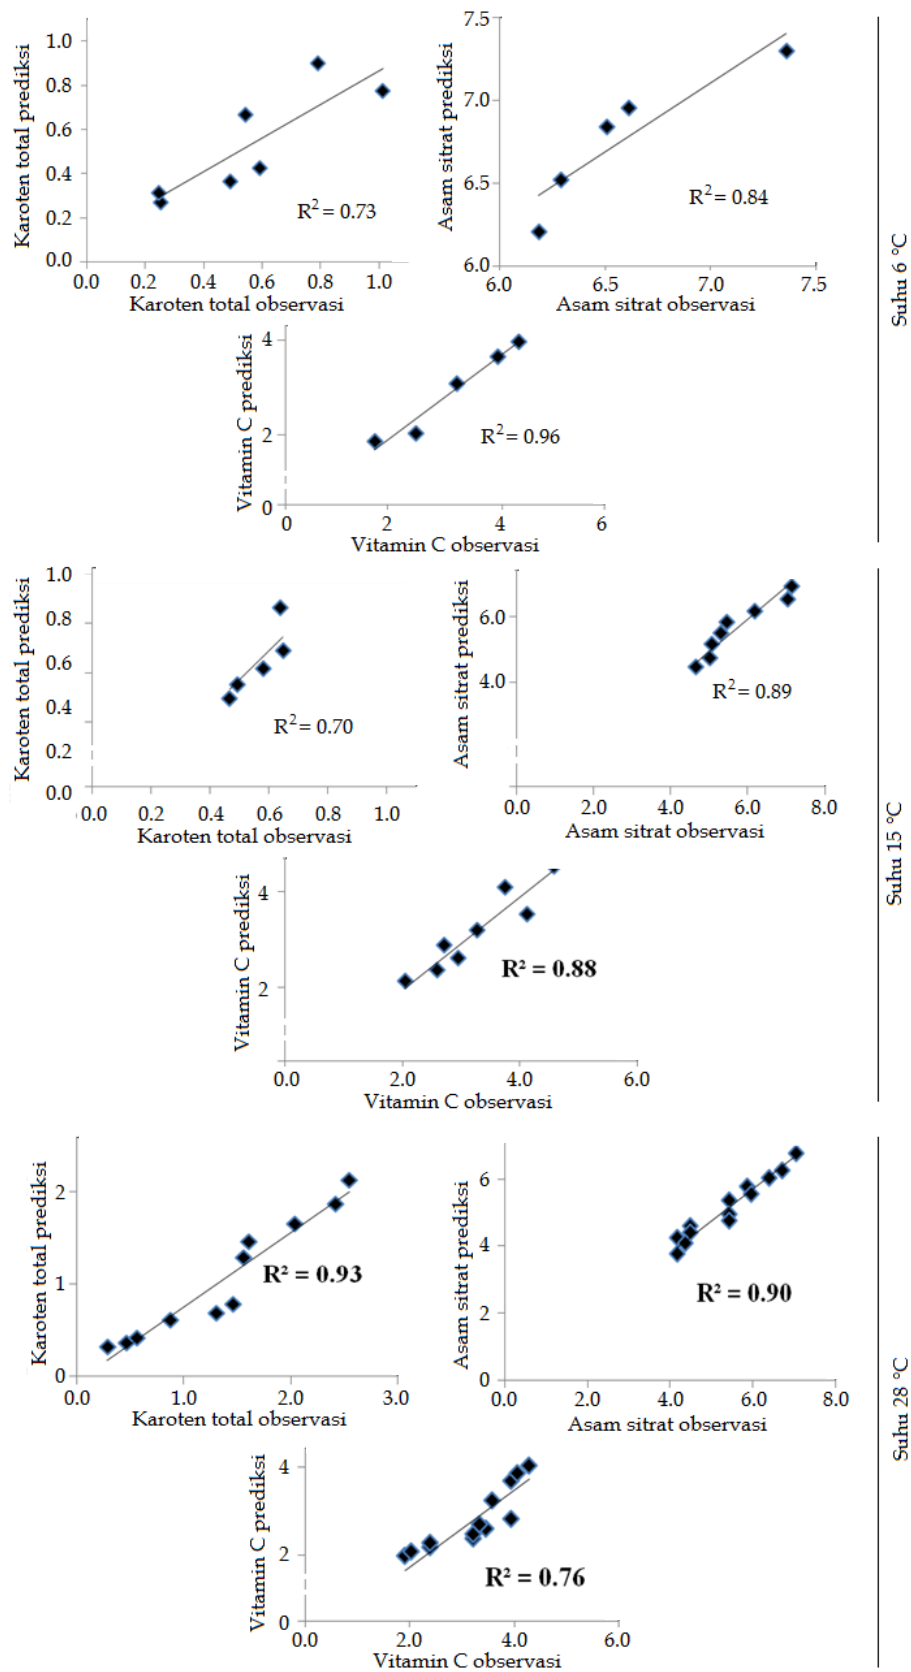 Karoten total prediksi
1.0
0.8
0.6
0.4
0.2
0.0
R² = 0.73
0.0 0.2 0.4 0.6 0.8 1.0
Karoten total observasi
Asam sitrat prediksi
7.5
7.0
6.5
6.0
R² = 0.84
6.0 6.5 7.0 7.5
Asam sitrat observasi
Vitamin C prediksi
4
2
0
R² = 0.96
0 2 4 6
Vitamin C observasi
Suhu 6 °C
Karoten total prediksi
1.0
0.8
0.6
0.4
0.2
0.0
R² = 0.70
0.0 0.2 0.4 0.6 0.8 1.0
Karoten total observasi
Asam sitrat prediksi
6.0
4.0
R² = 0.89
0.0 2.0 4.0 6.0 8.0
Asam sitrat observasi
Vitamin C prediksi
4
2
R² = 0.88
0.0 2.0 4.0 6.0
Vitamin C observasi
Suhu 15 °C
Karoten total prediksi
2
1
0
R² = 0.93
0.0 1.0 2.0 3.0
Karoten total observasi
Asam sitrat prediksi
6
4
2
0
R² = 0.90
0.0 2.0 4.0 6.0 8.0
Asam sitrat observasi
Vitamin C prediksi
4
2
0
R² = 0.76
0.0 2.0 4.0 6.0
Vitamin C observasi
Suhu 28 °C